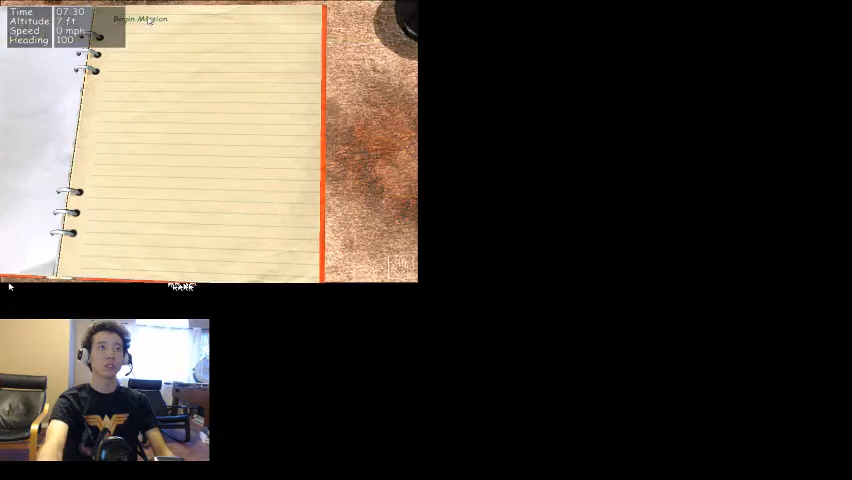 Time 07:30
Altitude 7 ft
Speed 0 mph
Heading 100
Begin Mission